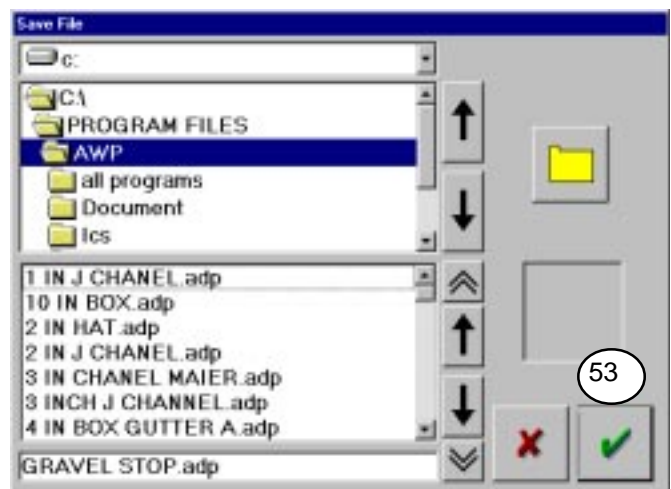 Save File
c:
C:\
PROGRAM FILES
AWP
all programs
Document
Ics
1 IN J CHANEL.adp
10 IN BOX.adp
2 IN HAT.adp
2 IN J CHANEL.adp
3 IN CHANEL MAIER.adp
3 INCH J CHANNEL.adp
4 IN BOX GUTTER A.adp
53
GRAVEL STOP.adp